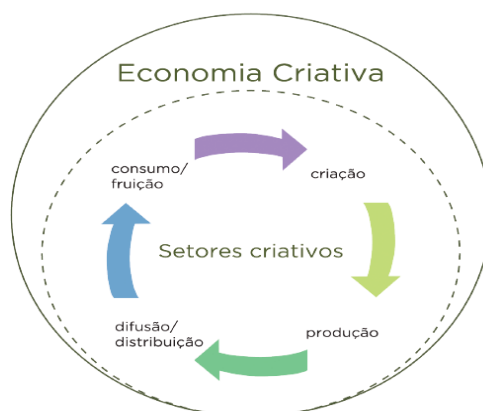 Economia Criativa
consumo/
fruição
criação
Setores criativos
difusão/
distribuição
produção